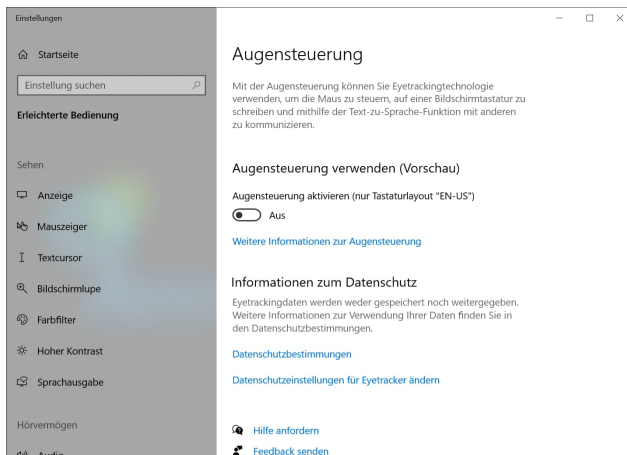 Einstellungen
Startseite
Einstellung suchen
Erleichterte Bedienung
Sehen
Anzeige
Mauszeiger
Textcursor
Bildschirmlupe
Farbfilter
Hoher Kontrast
Sprachausgabe
Hörvermögen
Audio
Augensteuerung
Mit der Augensteuerung können Sie Eyetrackingtechnologie
verwenden, um die Maus zu steuern, auf einer Bildschirmtastatur zu
schreiben und mithilfe der Text-zu-Sprache-Funktion mit anderen
zu kommunizieren.
Augensteuerung verwenden (Vorschau)
Augensteuerung aktivieren (nur Tastaturlayout "EN-US")
Aus
Weitere Informationen zur Augensteuerung
Informationen zum Datenschutz
Eyetrackingdaten werden weder gespeichert noch weitergegeben.
Weitere Informationen zur Verwendung Ihrer Daten finden Sie in
den Datenschutzbestimmungen.
Datenschutzbestimmungen
Datenschutzeinstellungen für Eyetracker ändern
Hilfe anfordern
Feedback senden